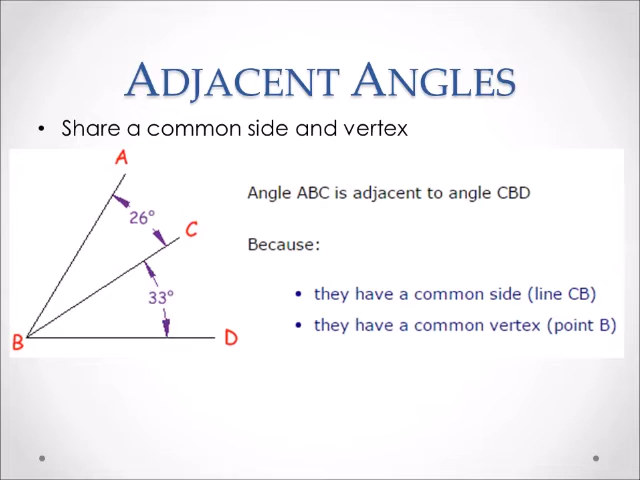 ADJACENT ANGLES
• Share a common side and vertex
A
26°
C
33°
B
D
Angle ABC is adjacent to angle CBD
Because:
• they have a common side (line CB)
• they have a common vertex (point B)